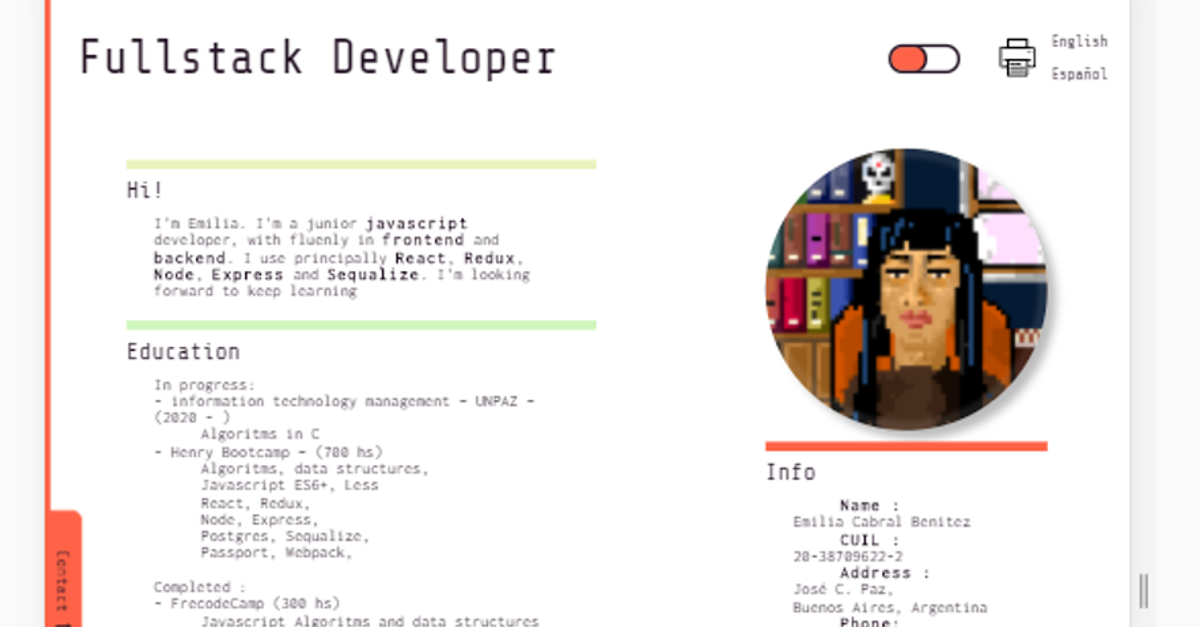 Fullstack Developer
English
Español
Hi!
I'm Emilia. I'm a junior javascript
developer, with fluenly in frontend and
backend. I use principally React, Redux,
Node, Express and Sequalize. I'm looking
forward to keep learning
Education
In progress:
- information technology management - UNPAZ -
(2020 - )
Algoritms in C
- Henry Bootcamp - (700 hs)
Algoritms, data structures,
Javascript ES6+, Less
React, Redux,
Node, Express,
Postgres, Sequalize,
Passport, Webpack,
Completed :
- FreeodeCamp (300 hs)
Javascript Algoritms and data structures
Info
Name :
Emilia Cabral Benitez
CUIL :
20-38709622-2
Address :
José C. Paz,
Buenos Aires, Argentina
Phone:
Contact